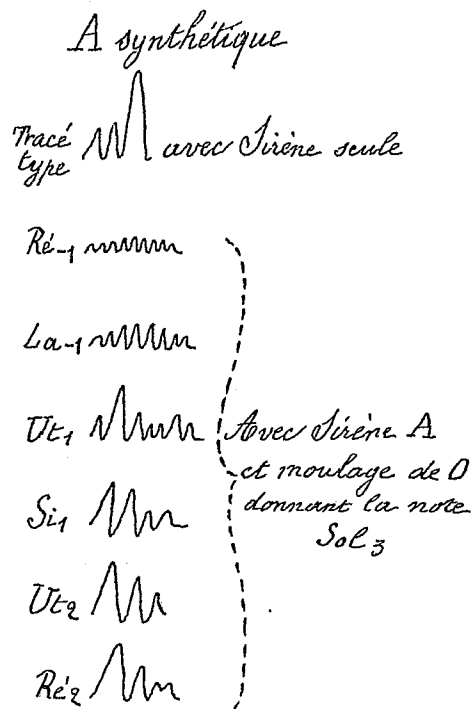 A synthétique
Tracé
type
avec Sirène seule
Ré-1
La-1
Ut1
Si1
Ut2
Ré2
Avec Sirène A
et moulage de O
donnant la note
Sol3